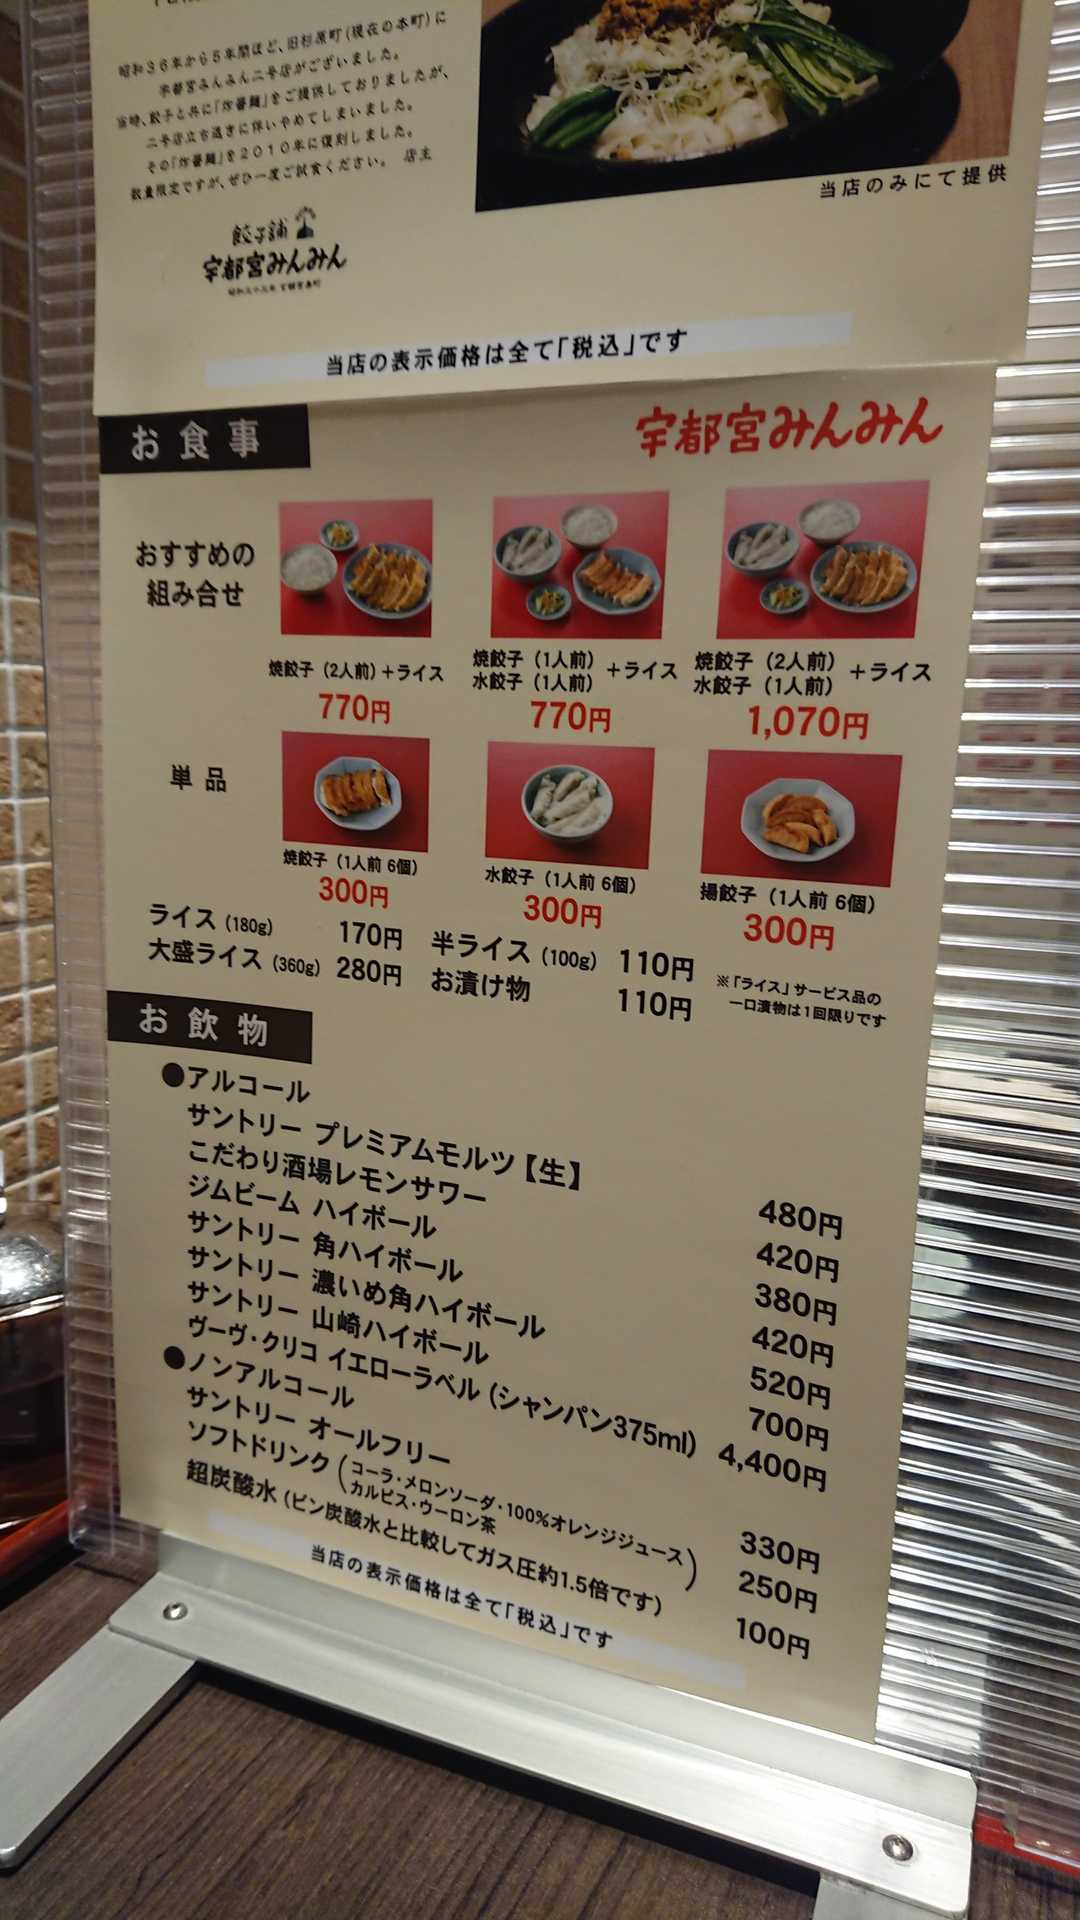 昭和36年から5年間ほど、旧杉原町(現在の本町)に
宇都宮みんみん二号店がございました。
当時、餃子と共に「炸醤麺」をご提供しておりましたが、
二号店立ち退きに伴いやめてしまいました。
その「炸醤麺」を2010年に復刻しました。
数量限定ですが、ぜひ一度ご試食ください。 店主
当店のみにて提供
餃子舗
宇都宮みんみん
当店の表示価格は全て「税込」です
お食事
宇都宮みんみん
おすすめの
組み合せ
焼餃子(2人前)+ライス
770円
焼餃子(1人前)
水餃子(1人前)
+ライス
770円
焼餃子(2人前)
水餃子(1人前)
+ライス
1,070円
単品
焼餃子(1人前 6個)
300円
水餃子(1人前 6個)
300円
揚餃子(1人前 6個)
300円
ライス(180g) 170円
大盛ライス(360g) 280円
半ライス(100g) 110円
お漬け物 110円
※「ライス」サービス品の
一口漬物は1回限りです
お飲物
●アルコール
サントリー プレミアムモルツ【生】 480円
こだわり酒場レモンサワー 420円
ジムビーム ハイボール 380円
サントリー 角ハイボール 420円
サントリー 濃いめ角ハイボール 520円
サントリー 山崎ハイボール 700円
ヴーヴ・クリコ イエローラベル(シャンパン375ml) 4,400円
●ノンアルコール
サントリー オールフリー 330円
ソフトドリンク(コーラ・メロンソーダ・100%オレンジジュース
カルピス・ウーロン茶) 250円
超炭酸水(ビン炭酸水と比較してガス圧約1.5倍です) 100円
当店の表示価格は全て「税込」です